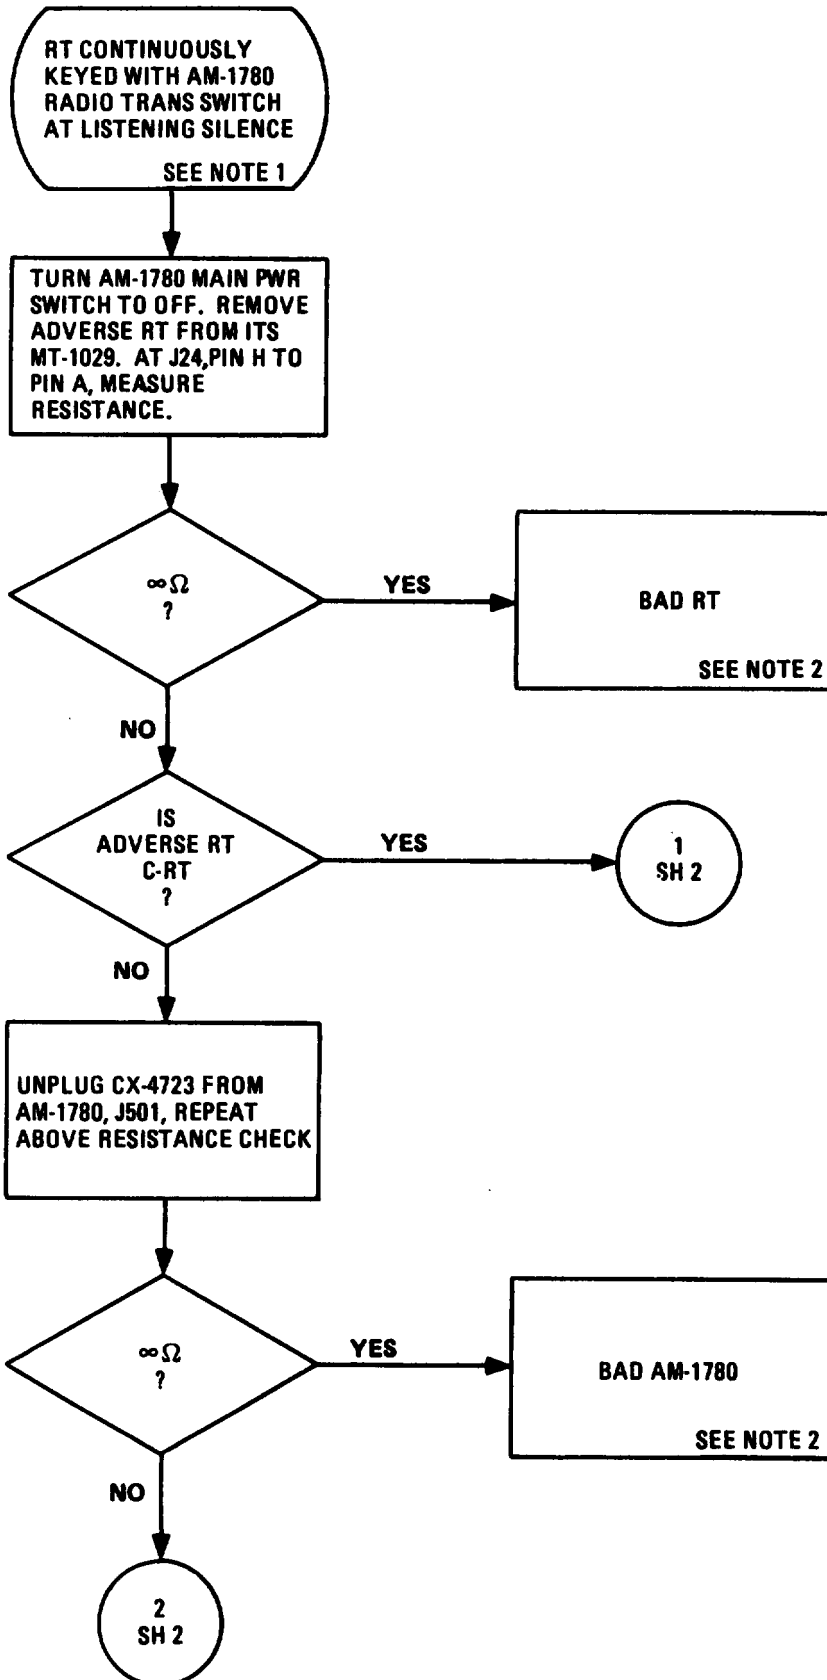 RT CONTINUOUSLY
KEYED WITH AM-1780
RADIO TRANS SWITCH
AT LISTENING SILENCE
SEE NOTE 1
TURN AM-1780 MAIN PWR
SWITCH TO OFF. REMOVE
ADVERSE RT FROM ITS
MT-1029. AT J24,PIN H TO
PIN A, MEASURE
RESISTANCE.
∞Ω
?
YES
BAD RT
SEE NOTE 2
NO
IS
ADVERSE RT
C-RT
?
YES
1
SH 2
NO
UNPLUG CX-4723 FROM
AM-1780, J501, REPEAT
ABOVE RESISTANCE CHECK
∞Ω
?
YES
BAD AM-1780
SEE NOTE 2
NO
2
SH 2